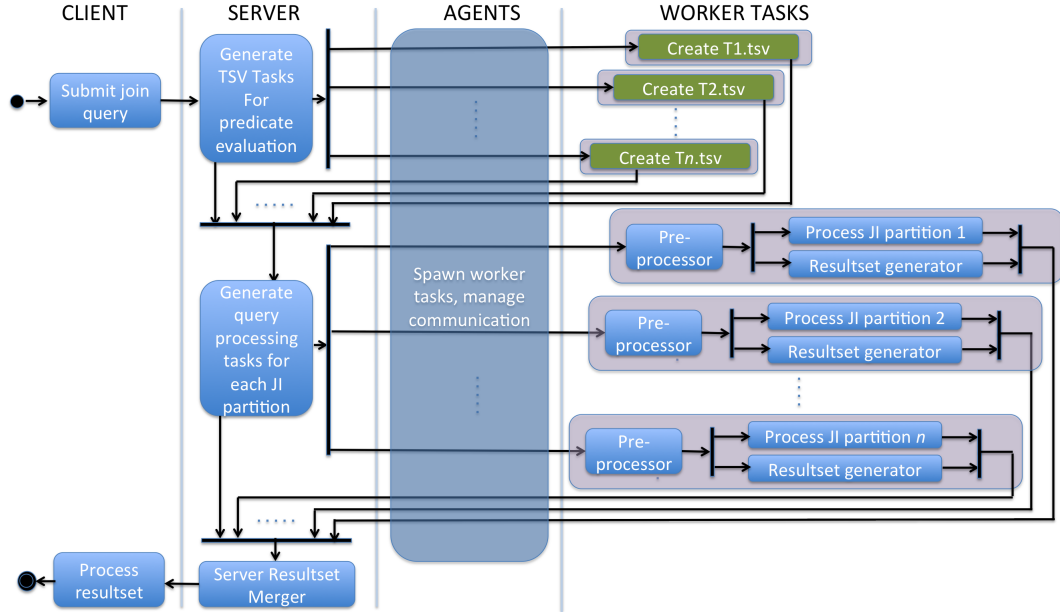 CLIENT
SERVER
AGENTS
WORKER TASKS
Submit join
query
Generate
TSV Tasks
For
predicate
evaluation
Create T1.tsv
Create T2.tsv
Create Tn.tsv
Spawn worker
tasks, manage
communication
Generate
query
processing
tasks for
each JI
partition
Pre-
processor
Process JI partition 1
Resultset generator
Pre-
processor
Process JI partition 2
Resultset generator
Pre-
processor
Process JI partition n
Resultset generator
Server Resultset
Merger
Process
resultset